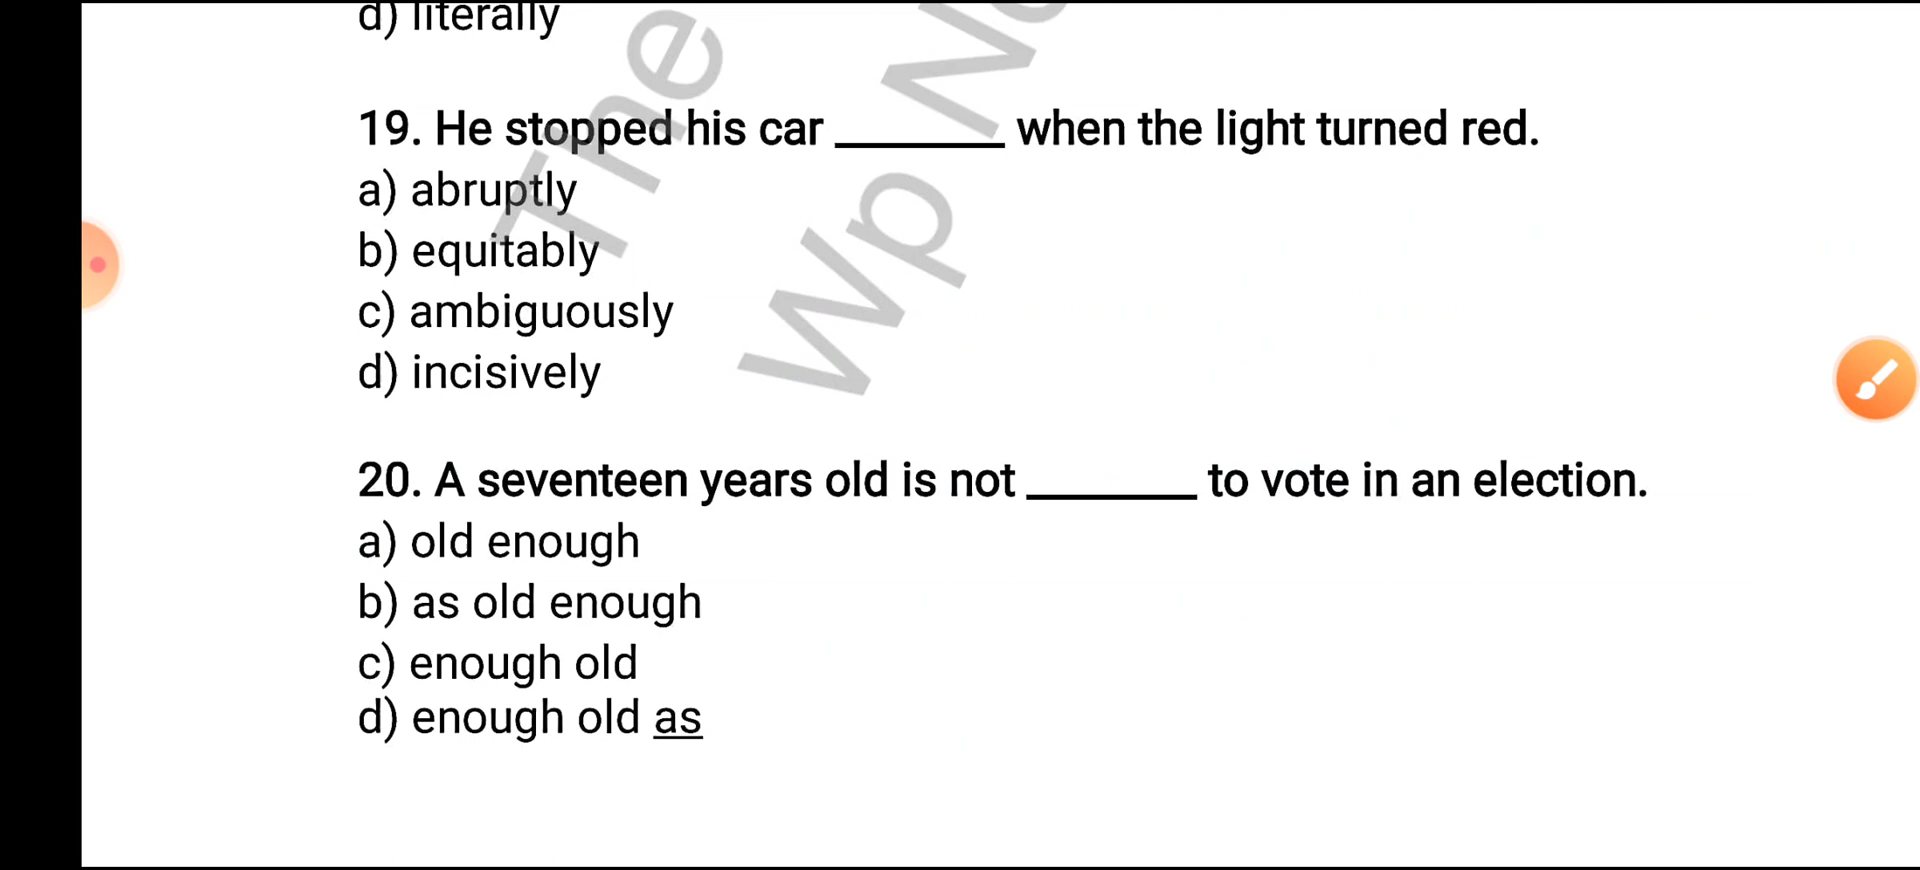 d) literally
19. He stopped his car _______ when the light turned red.
a) abruptly
b) equitably
c) ambiguously
d) incisively
20. A seventeen years old is not _______ to vote in an election.
a) old enough
b) as old enough
c) enough old
d) enough old as
The
Wp